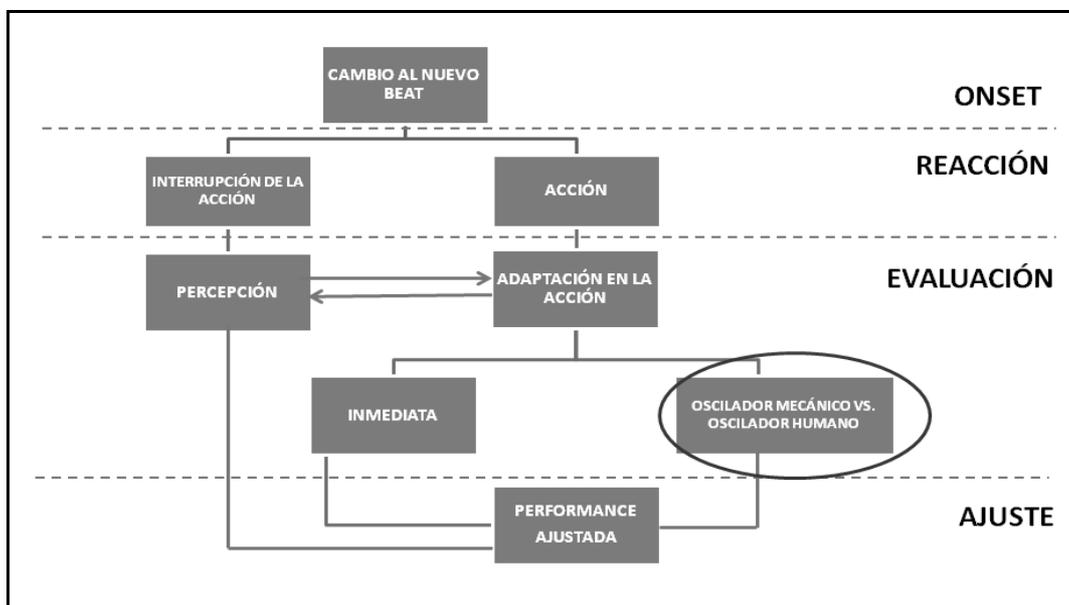 CAMBIO AL NUEVO
BEAT
ONSET
REACCIÓN
INTERRUPCIÓN DE LA
ACCIÓN
ACCIÓN
EVALUACIÓN
PERCEPCIÓN
ADAPTACIÓN EN LA
ACCIÓN
INMEDIATA
OSCILADOR MECÁNICO VS.
OSCILADOR HUMANO
PERFORMANCE
AJUSTADA
AJUSTE